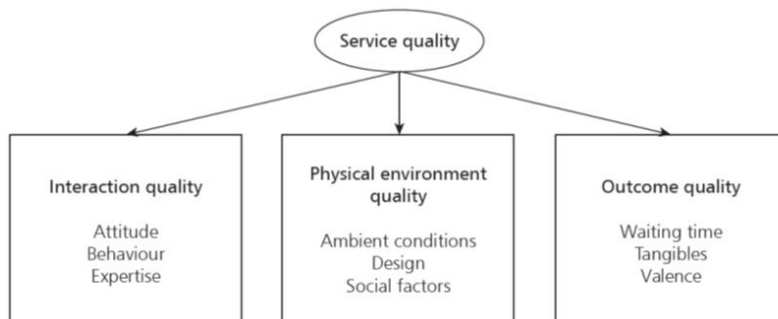 Service quality
Interaction quality
Attitude
Behaviour
Expertise
Physical environment
quality
Ambient conditions
Design
Social factors
Outcome quality
Waiting time
Tangibles
Valence